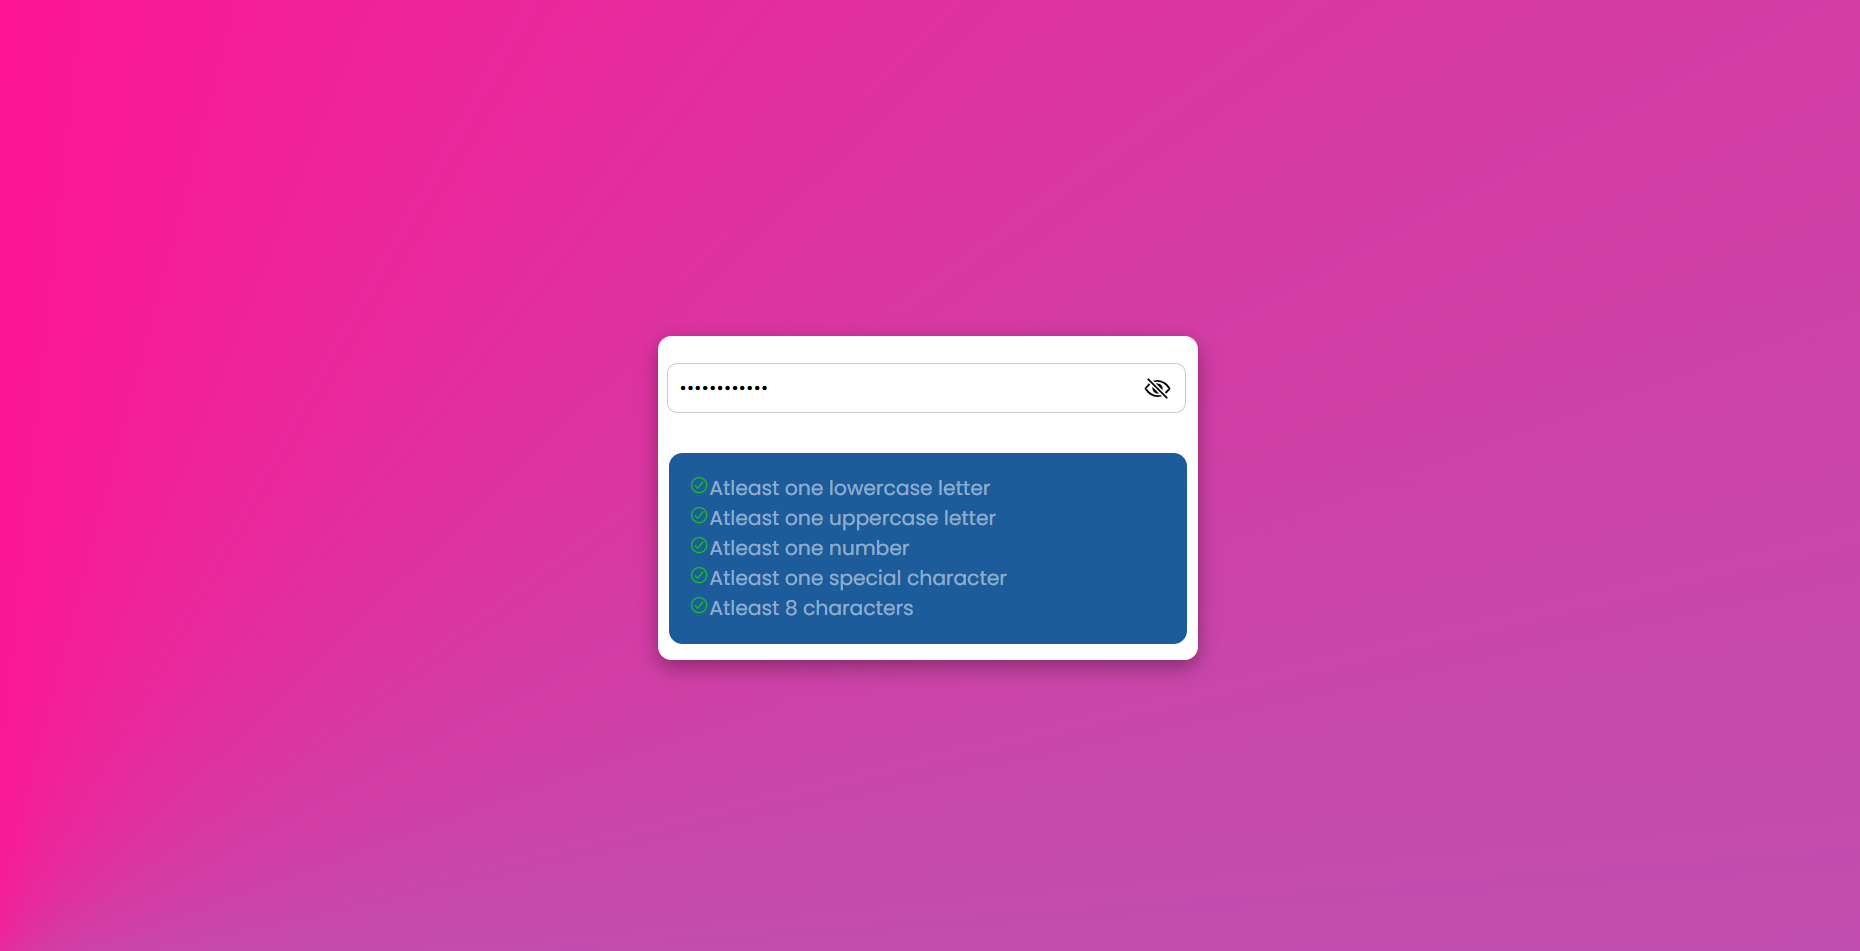 ••••••••••••
Atleast one lowercase letter
Atleast one uppercase letter
Atleast one number
Atleast one special character
Atleast 8 characters